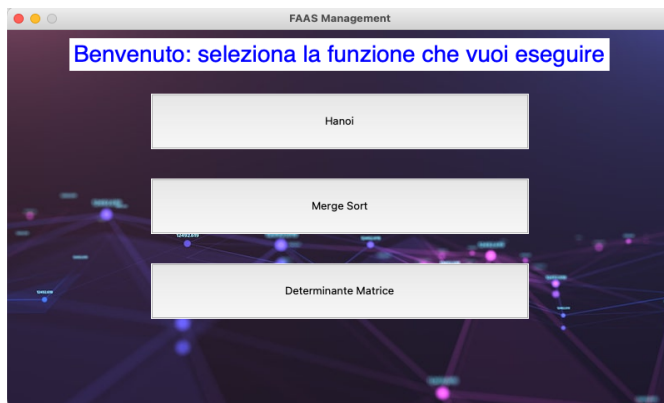 FAAS Management
Benvenuto: seleziona la funzione che vuoi eseguire
Hanoi
Merge Sort
Determinante Matrice